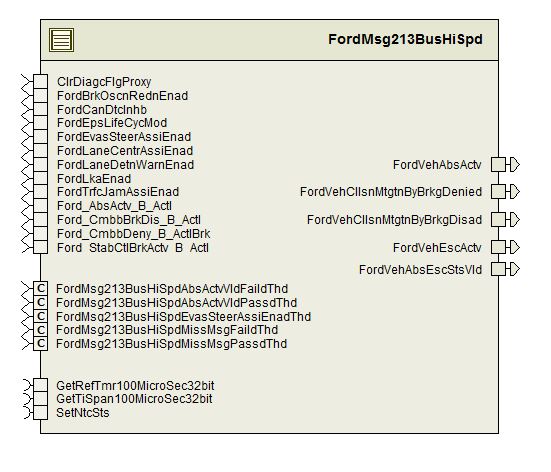 FordMsg213BusHiSpd
ClrDiagcFlgProxy
FordBrkOscnRednEnad
FordCanDtcInhb
FordEpsLifeCycMod
FordEvasSteerAssiEnad
FordLaneCentrAssiEnad
FordLaneDetnWarnEnad
FordLkaEnad
FordTrfcJamAssiEnad
Ford_AbsActv_B_Actl
Ford_CmbbBrkDis_B_Actl
Ford_CmbbDeny_B_ActlBrk
Ford_StabCtlBrkActv_B_Actl
FordVehAbsActv
FordVehCllsnMtgtnByBrkgDenied
FordVehCllsnMtgtnByBrkgDisad
FordVehEscActv
FordVehAbsEscStsVld
C FordMsg213BusHiSpdAbsActvVldFaildThd
C FordMsg213BusHiSpdAbsActvVldPassdThd
C FordMsg213BusHiSpdEvasSteerAssiEnadThd
C FordMsg213BusHiSpdMissMsgFaildThd
C FordMsg213BusHiSpdMissMsgPassdThd
GetRefTmr100MicroSec32bit
GetTiSpan100MicroSec32bit
SetNtcSts